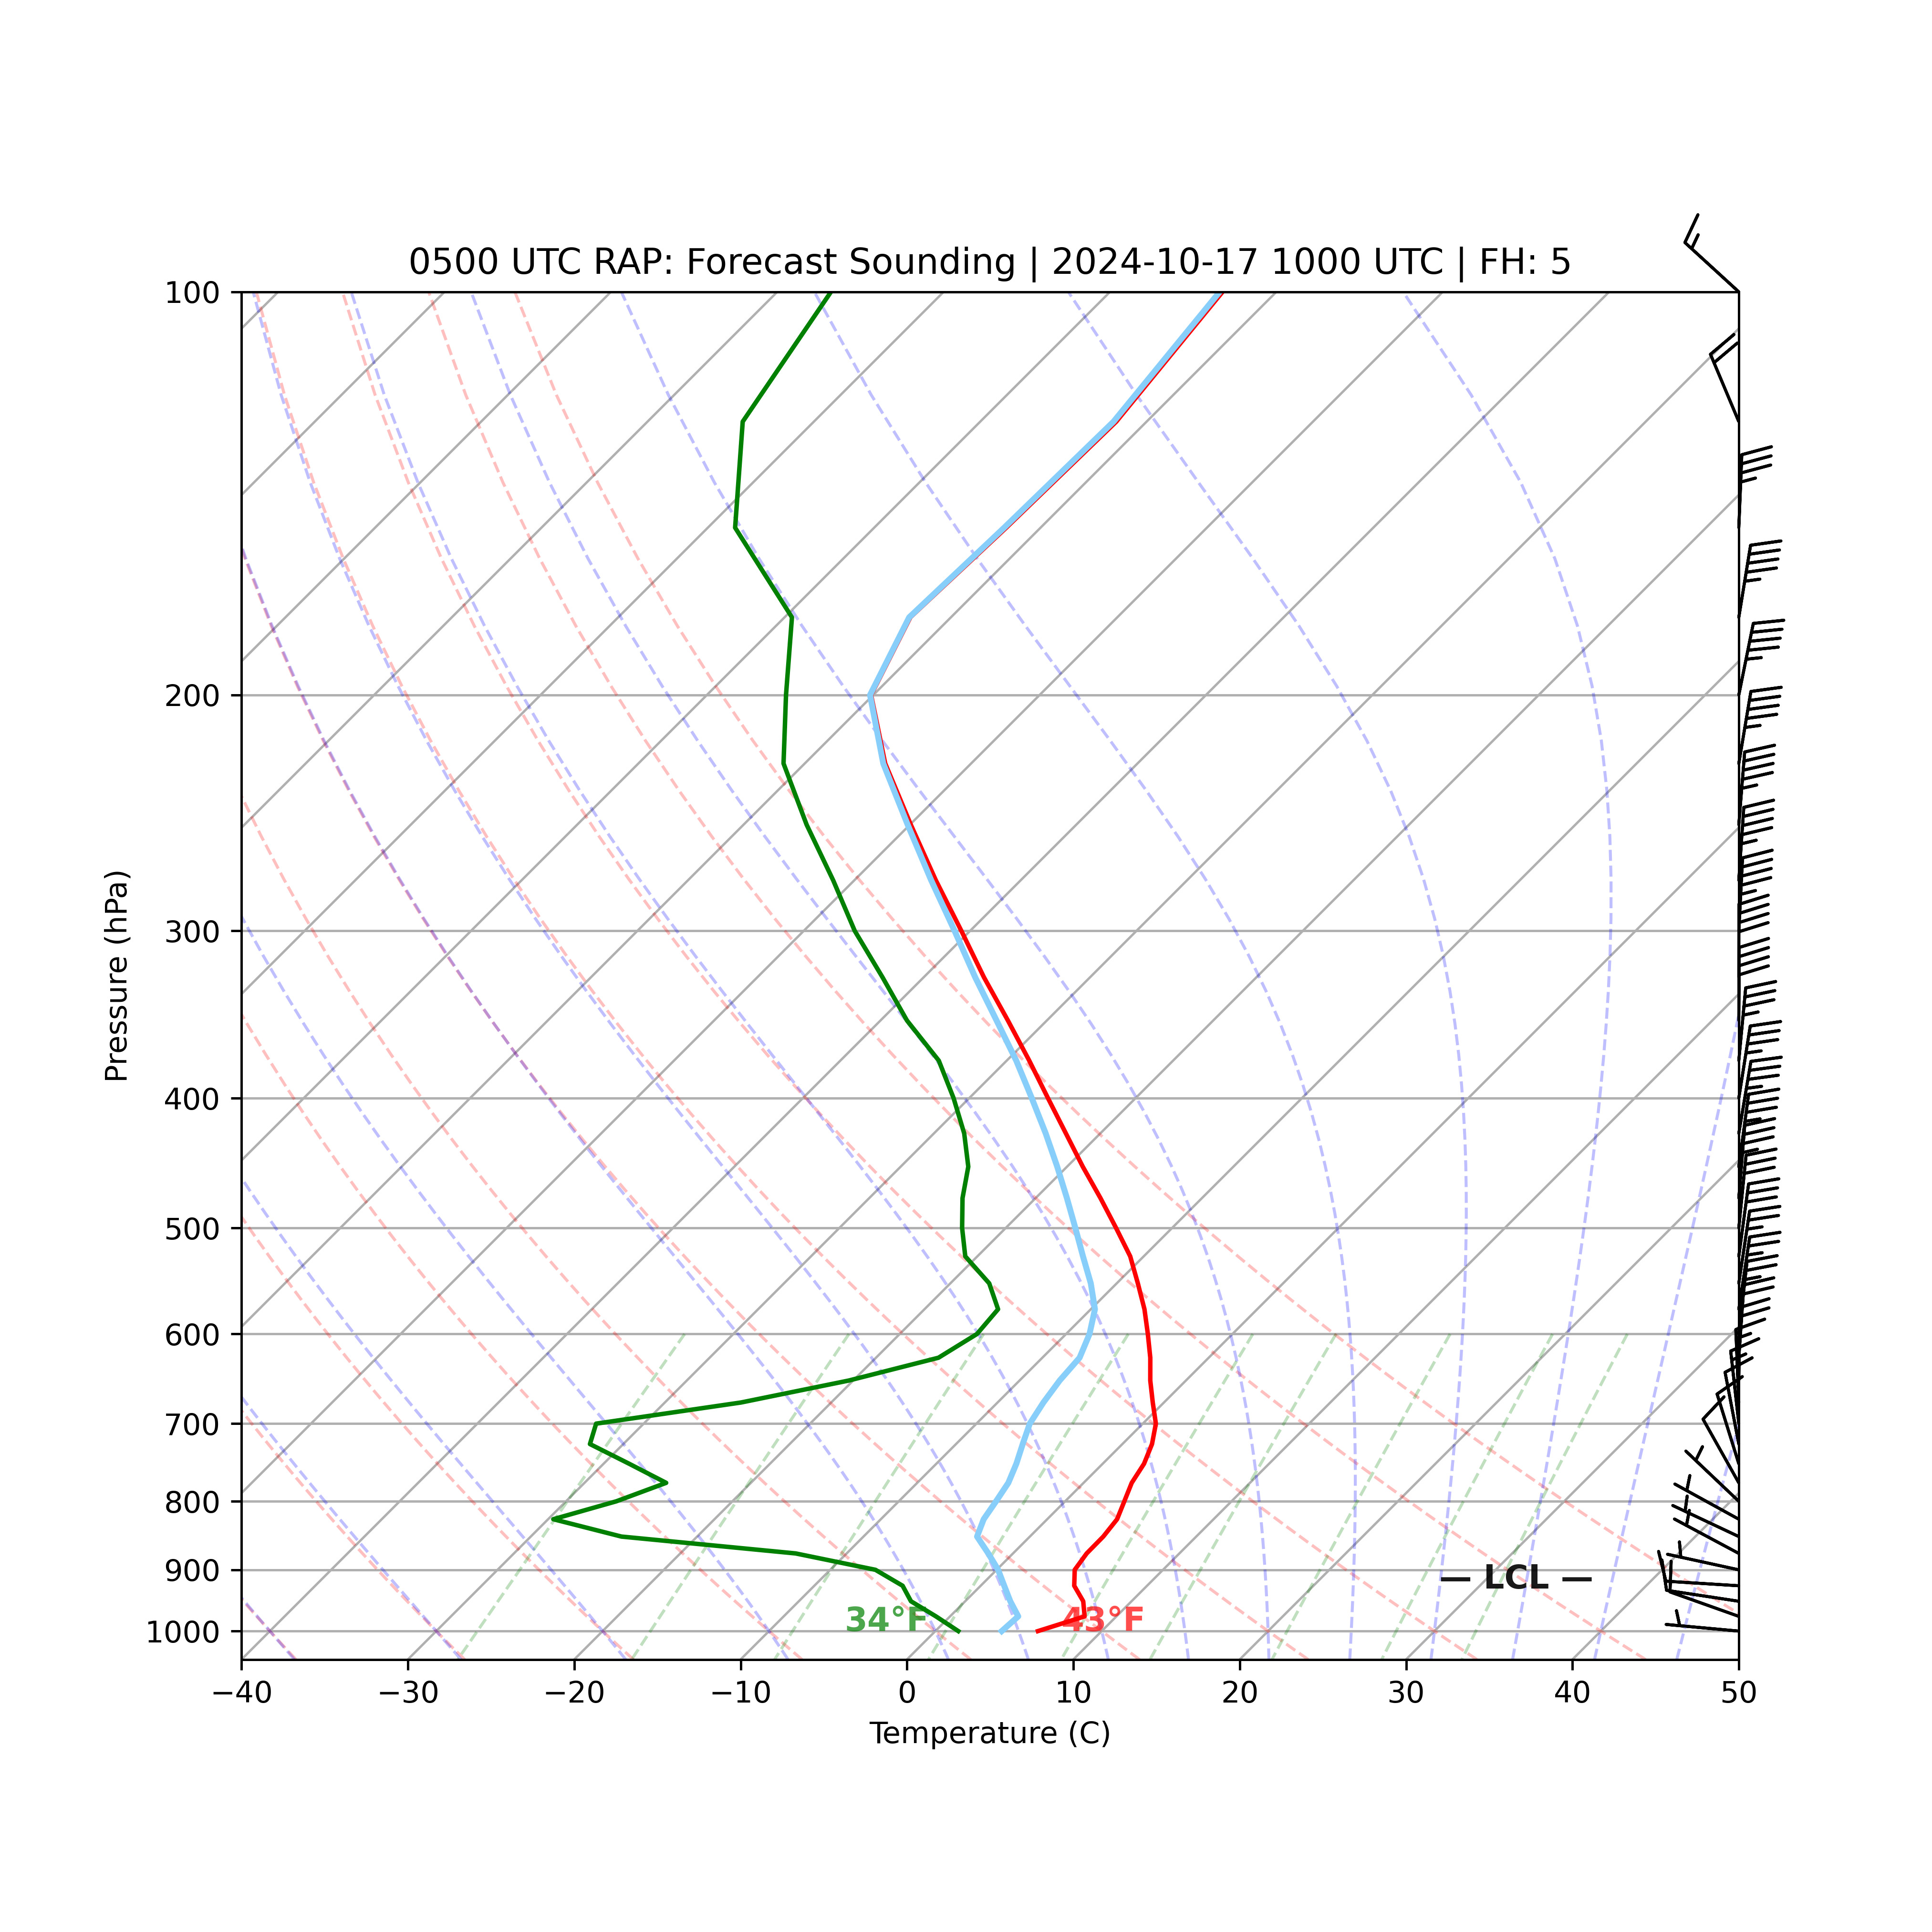 0500 UTC RAP: Forecast Sounding | 2024-10-17 1000 UTC | FH: 5
100
200
300
400
500
600
700
800
900
1000
Pressure (hPa)
— LCL —
34°F
43°F
−40 −30 −20 −10 0 10 20 30 40 50
Temperature (C)